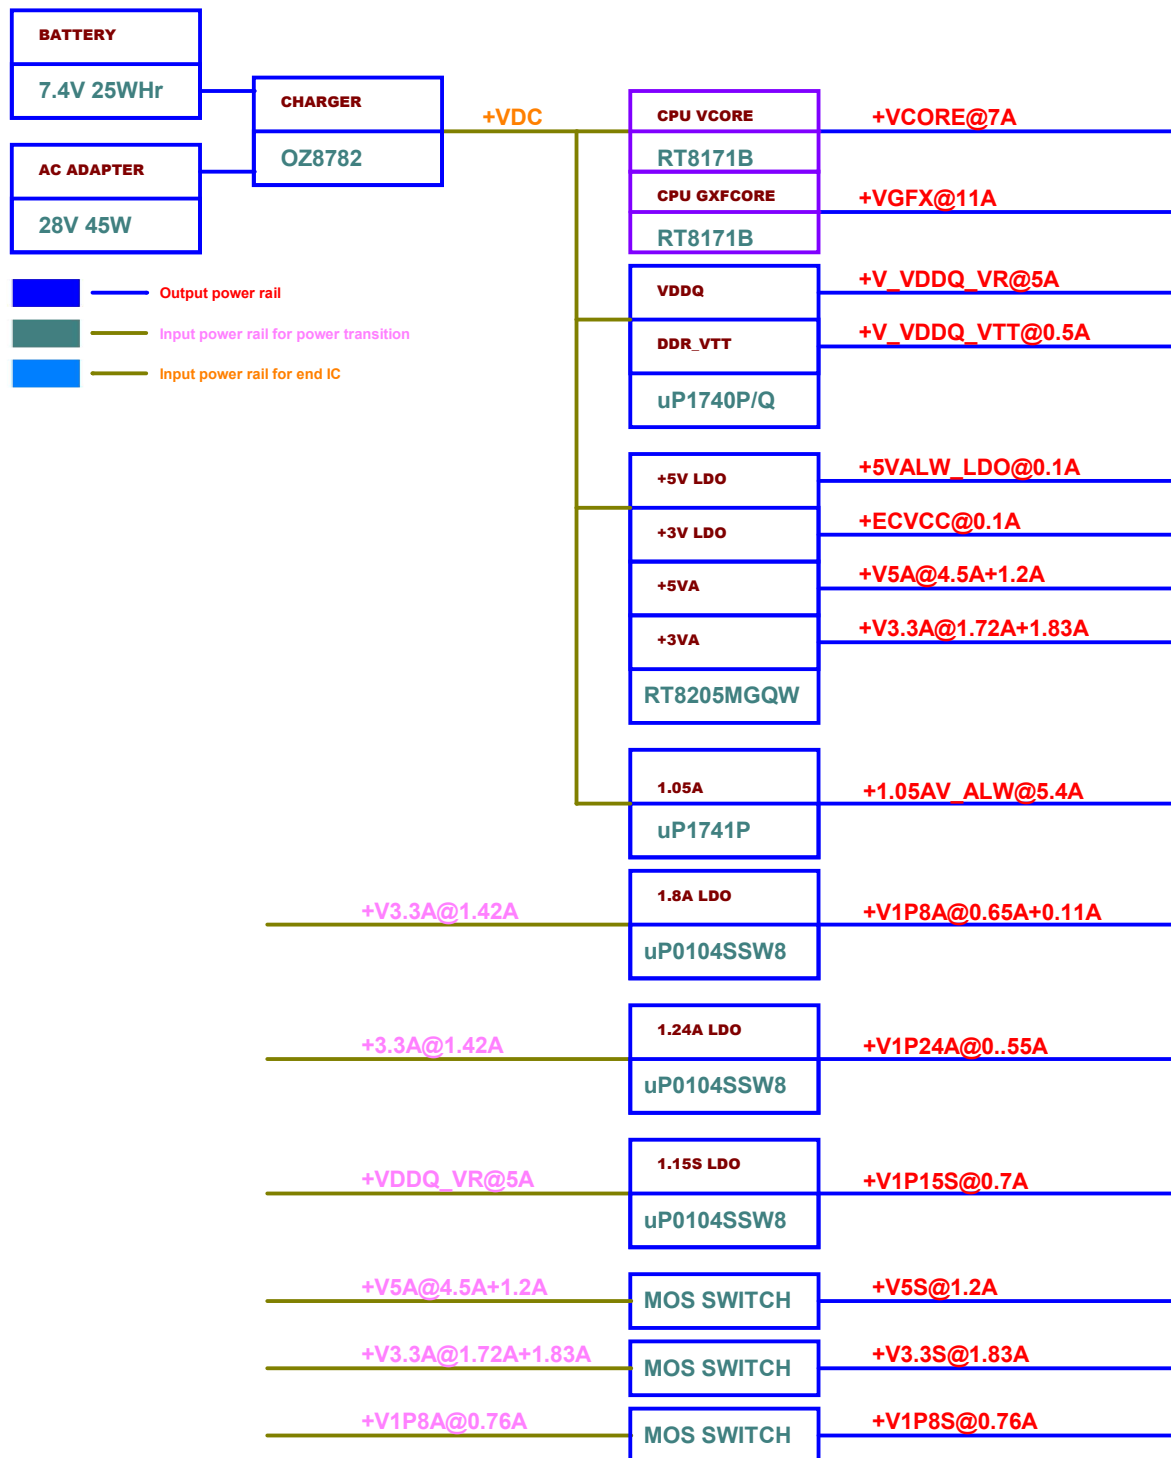 BATTERY
7.4V 25WHr
CHARGER
OZ8782
+VDC
CPU VCORE
RT8171B
+VCORE@7A
AC ADAPTER
28V 45W
CPU GXFCORE
RT8171B
+VGFX@11A
Output power rail
Input power rail for power transition
Input power rail for end IC
VDDQ
+V_VDDQ_VR@5A
DDR_VTT
+V_VDDQ_VTT@0.5A
uP1740P/Q
+5V LDO
+5VALW_LDO@0.1A
+3V LDO
+ECVCC@0.1A
+5VA
+V5A@4.5A+1.2A
+3VA
+V3.3A@1.72A+1.83A
RT8205MGQW
1.05A
+1.05AV_ALW@5.4A
uP1741P
+V3.3A@1.42A
1.8A LDO
+V1P8A@0.65A+0.11A
uP0104SSW8
+3.3A@1.42A
1.24A LDO
+V1P24A@0..55A
uP0104SSW8
+VDDQ_VR@5A
1.15S LDO
+V1P15S@0.7A
uP0104SSW8
+V5A@4.5A+1.2A
MOS SWITCH
+V5S@1.2A
+V3.3A@1.72A+1.83A
MOS SWITCH
+V3.3S@1.83A
+V1P8A@0.76A
MOS SWITCH
+V1P8S@0.76A